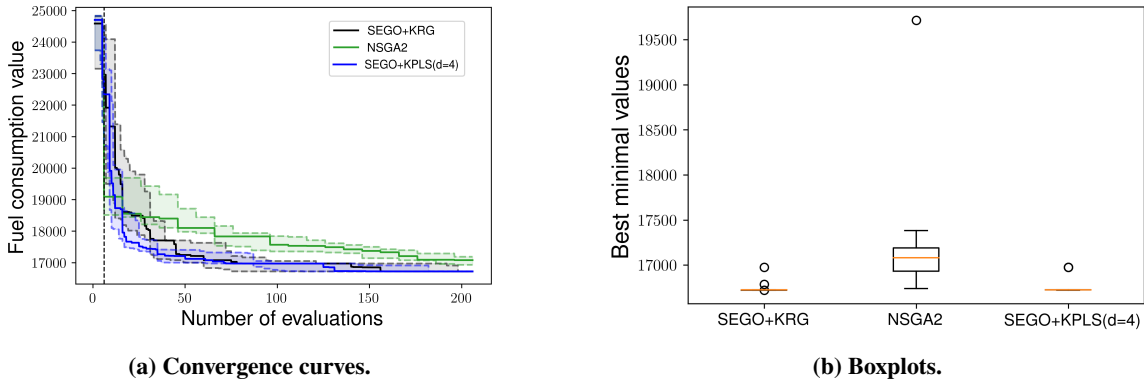 25000
24000
23000
22000
21000
20000
19000
18000
17000
Fuel consumption value
0
50
100
150
200
Number of evaluations
SEGO+KRG
NSGA2
SEGO+KPLS(d=4)
(a) Convergence curves.
19500
19000
18500
18000
17500
17000
Best minimal values
SEGO+KRG
NSGA2
SEGO+KPLS(d=4)
(b) Boxplots.